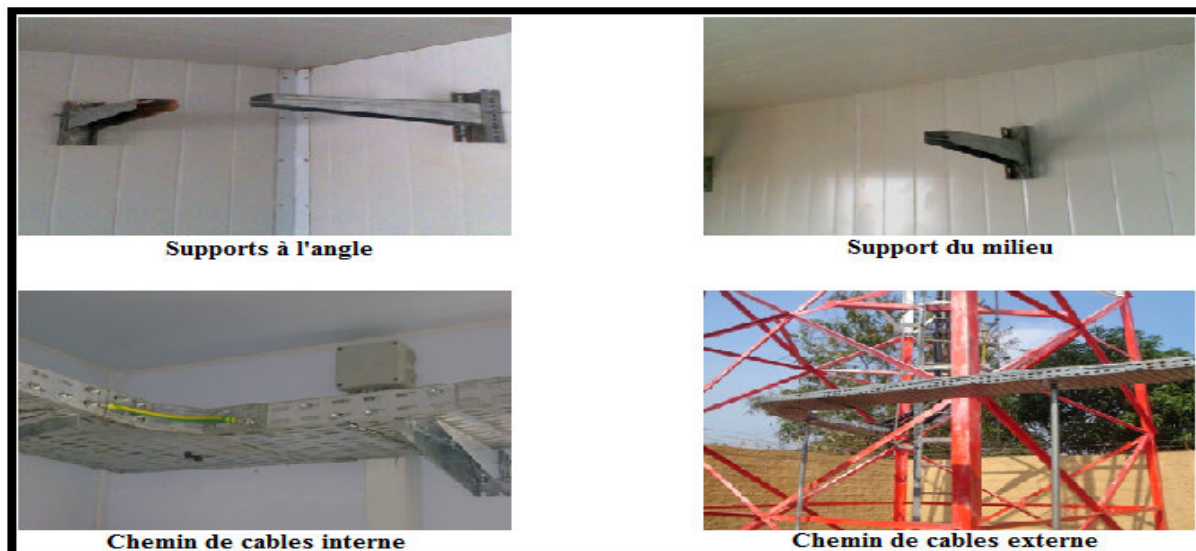 Supports à l'angle
Support du milieu
Chemin de cables interne
Chemin de cables externe